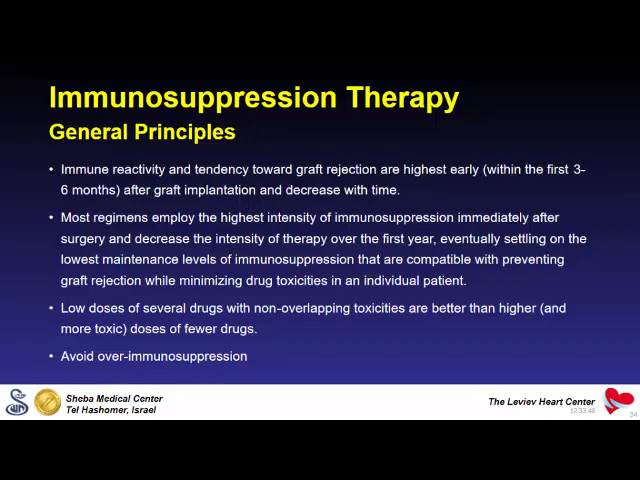 Immunosuppression Therapy
General Principles
• Immune reactivity and tendency toward graft rejection are highest early (within the first 3-
6 months) after graft implantation and decrease with time.
• Most regimens employ the highest intensity of immunosuppression immediately after
surgery and decrease the intensity of therapy over the first year, eventually settling on the
lowest maintenance levels of immunosuppression that are compatible with preventing
graft rejection while minimizing drug toxicities in an individual patient.
• Low doses of several drugs with non-overlapping toxicities are better than higher (and
more toxic) doses of fewer drugs.
• Avoid over-immunosuppression
Sheba Medical Center
Tel Hashomer, Israel
The Leviev Heart Center
12:33:46
34